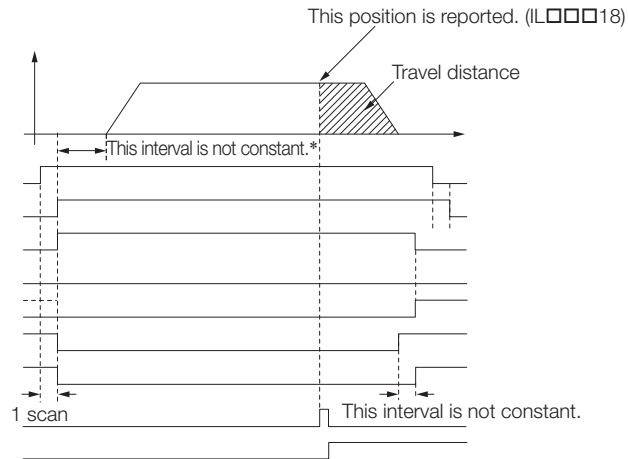 This position is reported. (IL□□□18)
Travel distance
This interval is not constant.*
1 scan
This interval is not constant.